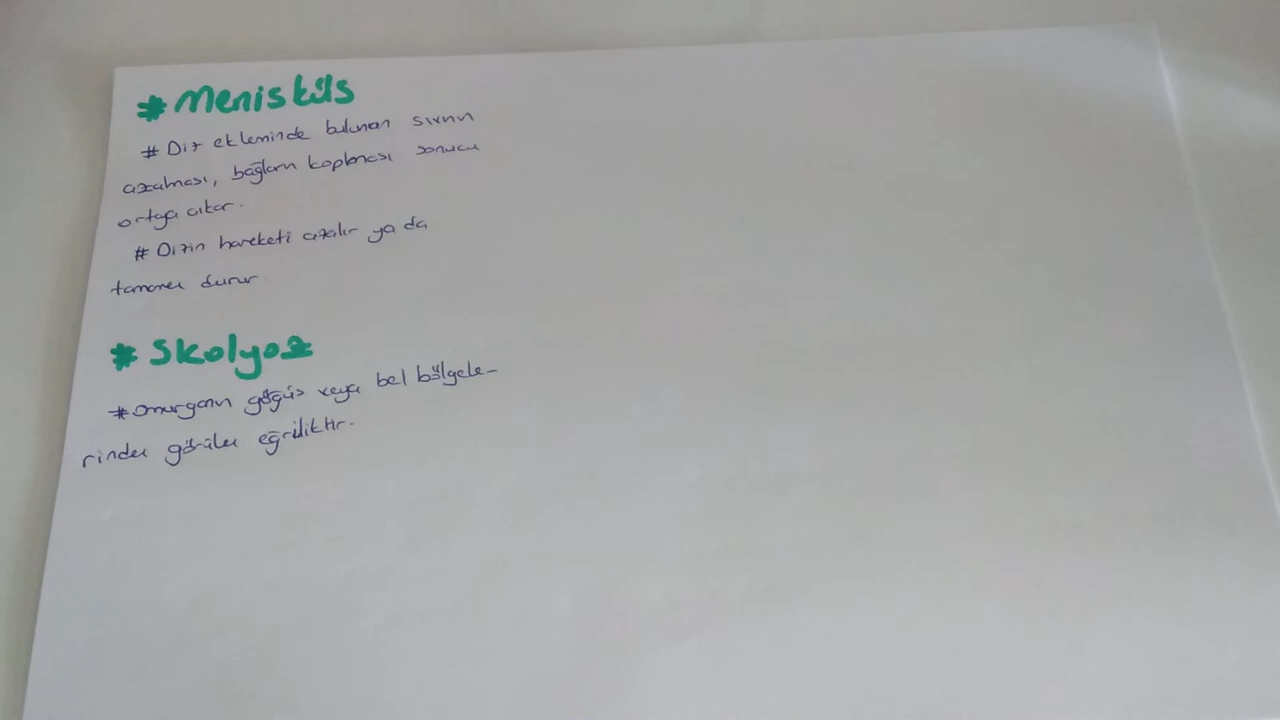 # Menisküs
# Diz ekleminde bulunan sıvının
azalması, bağların kopması sonucu
ortaya çıkar.
# Dizin hareketi azalır ya da
tamamen durur.
# Skolyoz
# Omurganın göğüs veya bel bölgele-
rinden görülen eğriliktir.